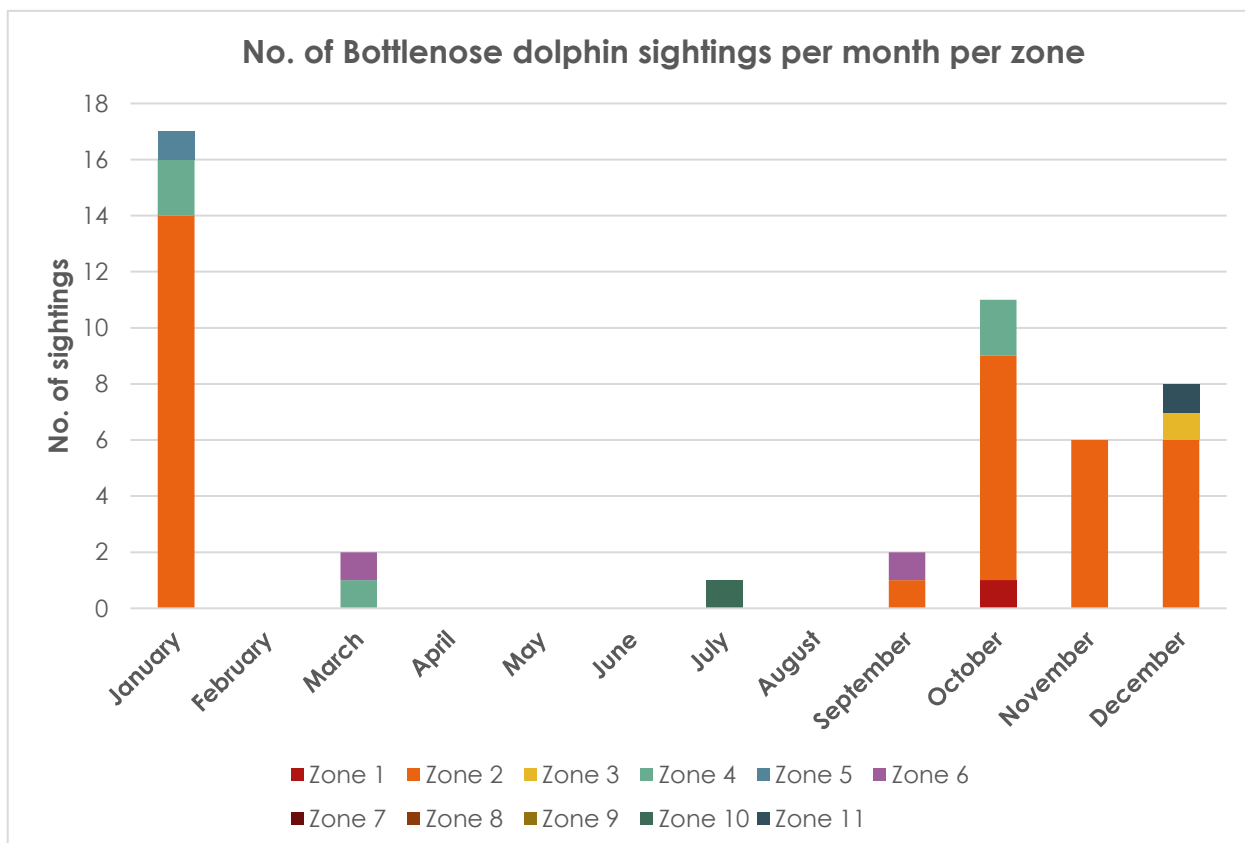 No. of Bottlenose dolphin sightings per month per zone
18
16
14
12
10
8
6
4
2
0
No. of sightings
January
February
March
April
May
June
July
August
September
October
November
December
Zone 1 Zone 2 Zone 3 Zone 4 Zone 5 Zone 6
Zone 7 Zone 8 Zone 9 Zone 10 Zone 11